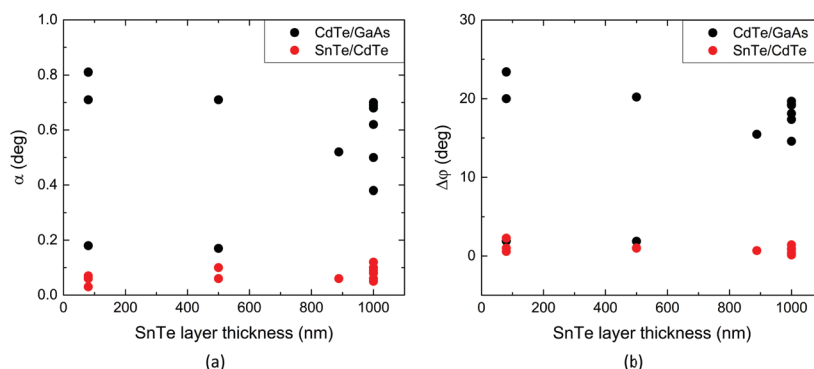 CdTe/GaAs
SnTe/CdTe
1.0
0.8
0.6
0.4
0.2
0.0
α (deg)
0 200 400 600 800 1000
SnTe layer thickness (nm)
(a)
CdTe/GaAs
SnTe/CdTe
30
20
10
0
Δφ (deg)
0 200 400 600 800 1000
SnTe layer thickness (nm)
(b)